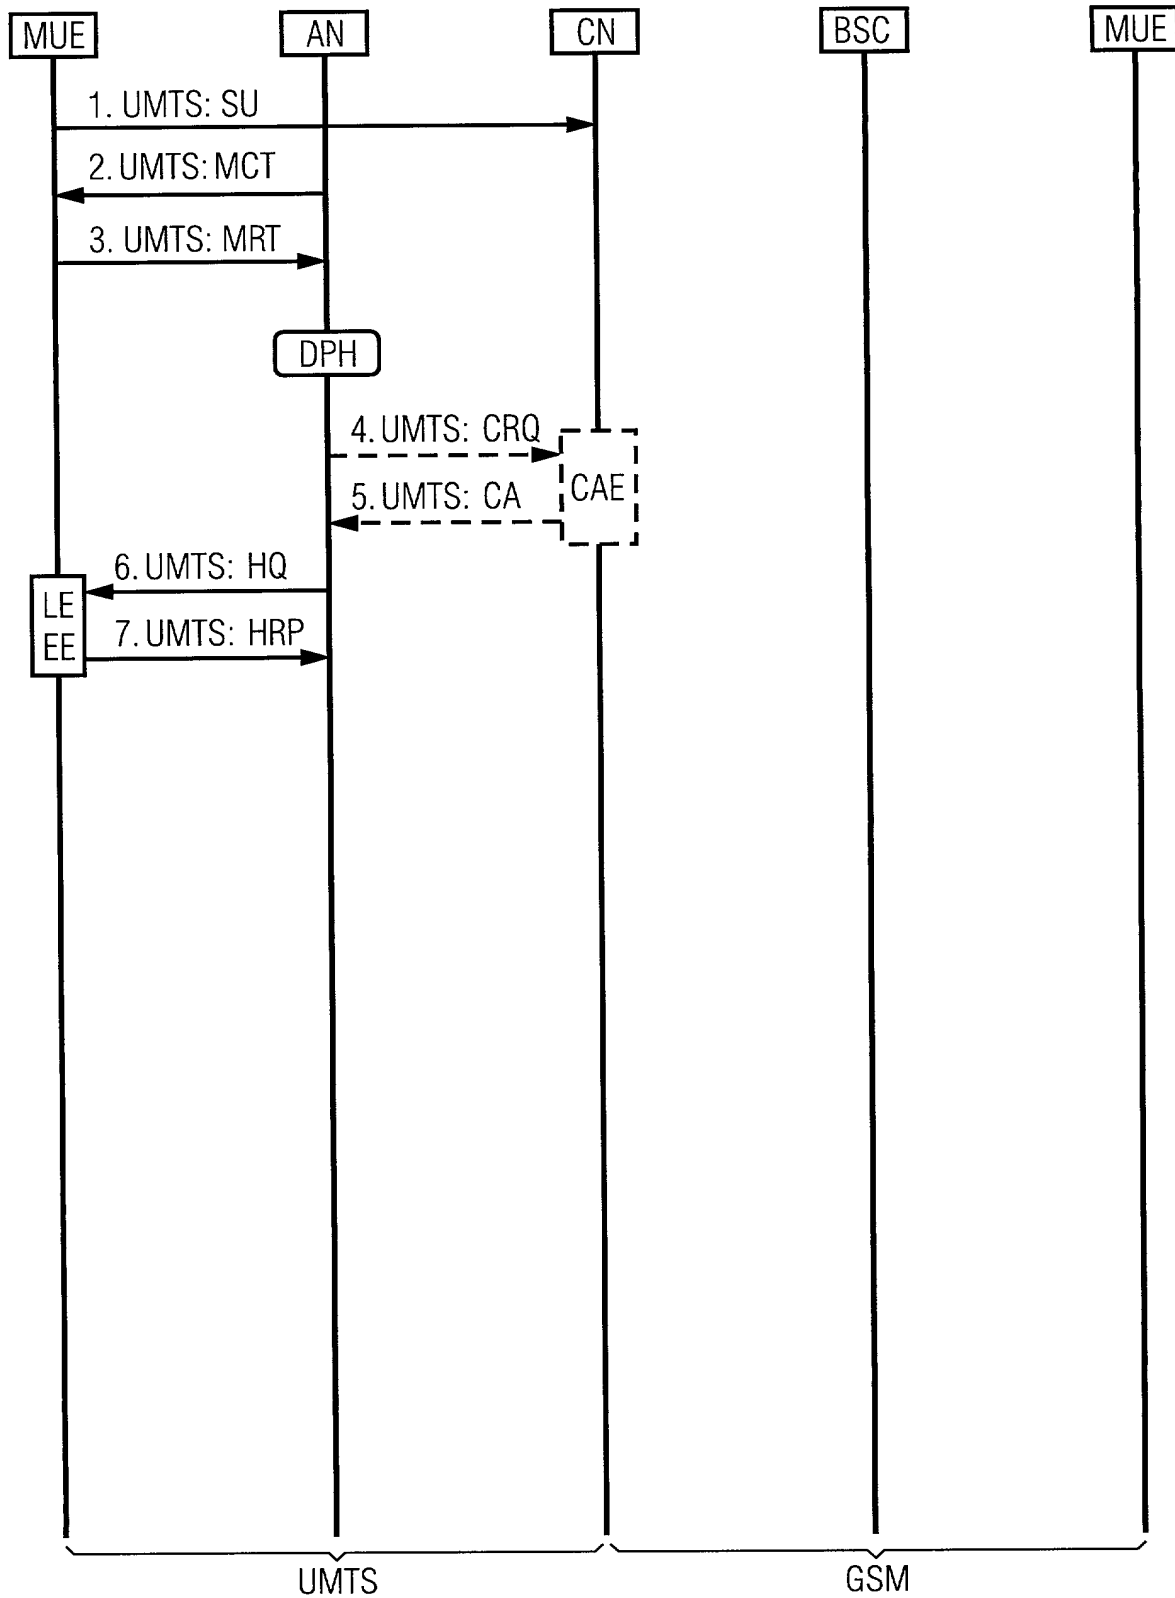 MUE
AN
CN
BSC
MUE
1. UMTS: SU
2. UMTS: MCT
3. UMTS: MRT
DPH
4. UMTS: CRQ
CAE
5. UMTS: CA
6. UMTS: HQ
LE
EE
7. UMTS: HRP
UMTS
GSM